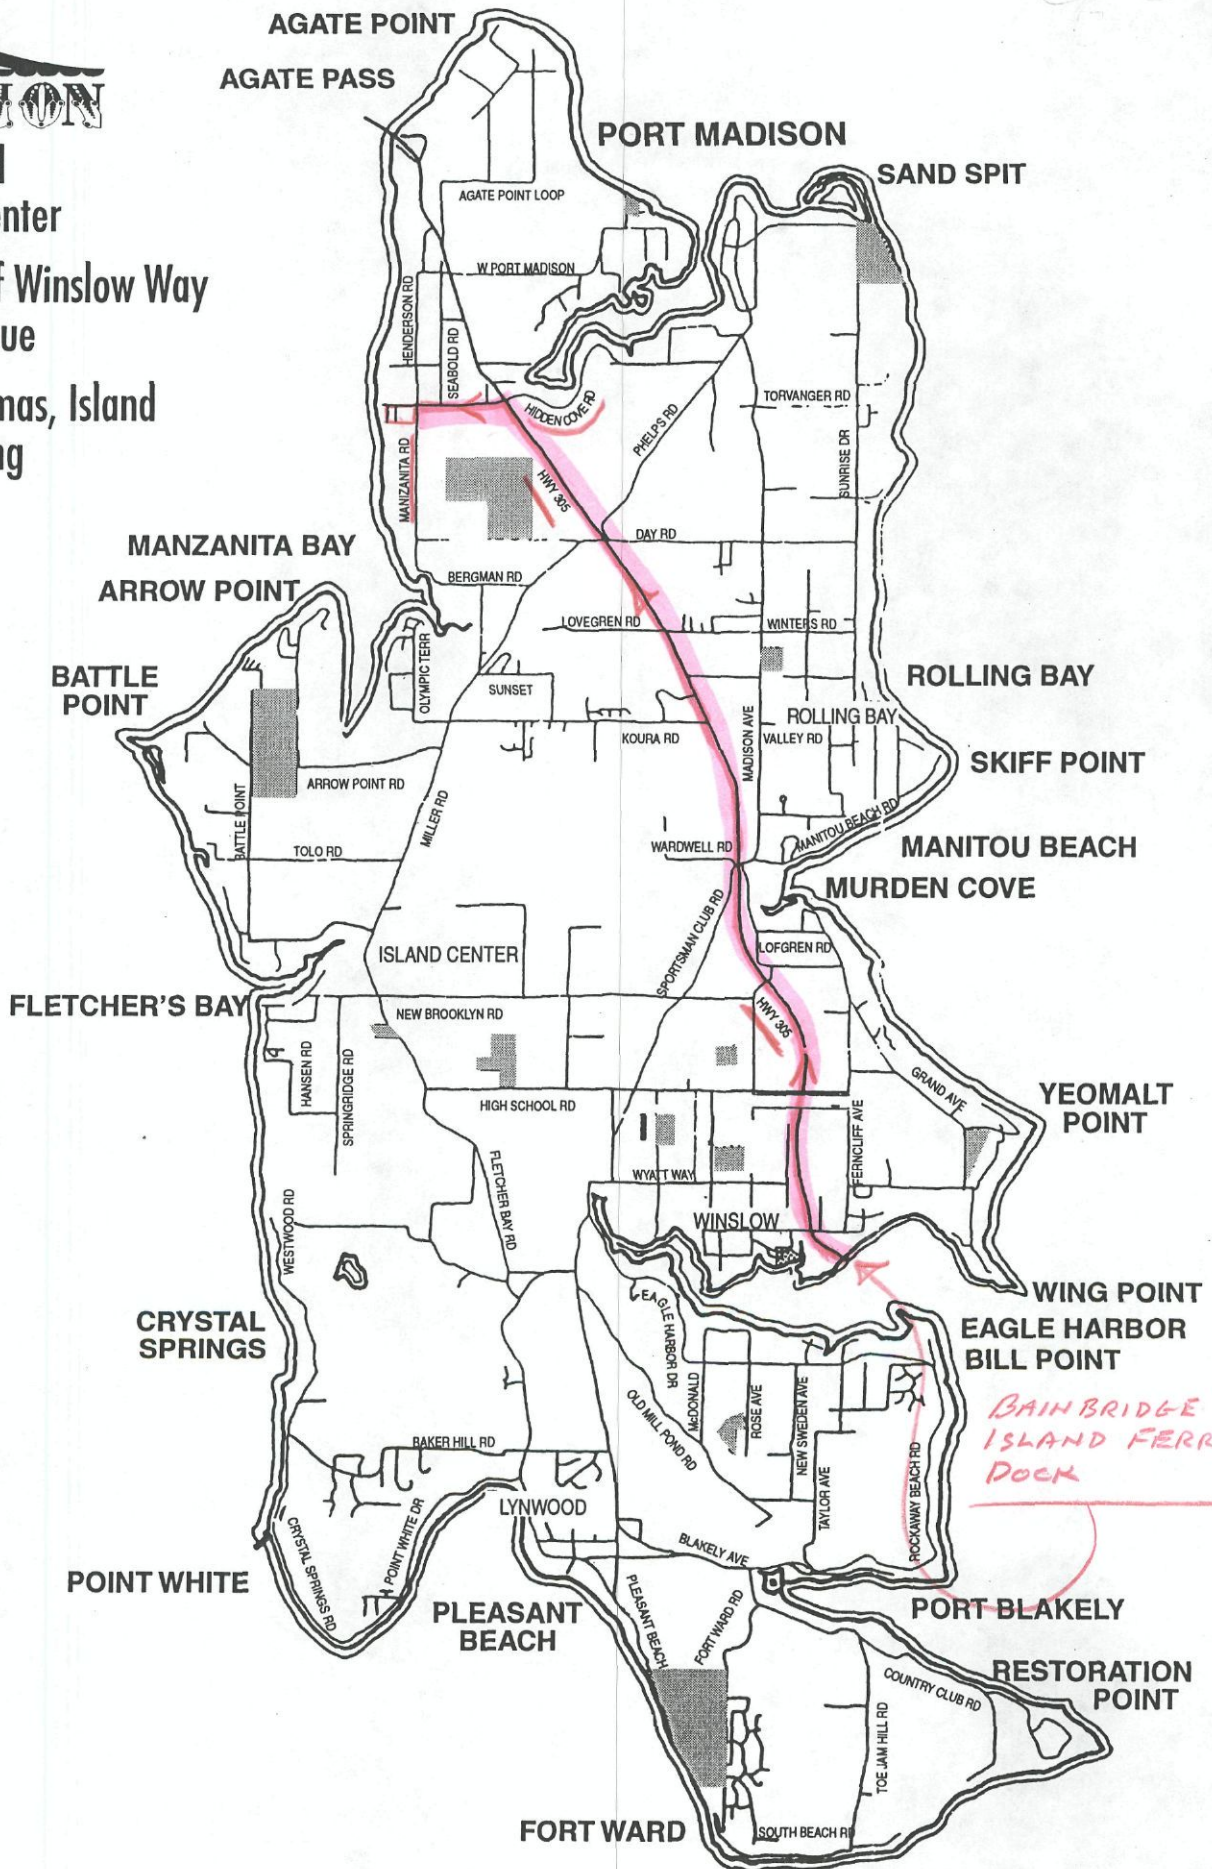 AGATE POINT
AGATE PASS
PORT MADISON
SAND SPIT
f Winslow Way
mas, Island
AGATE POINT LOOP
W PORT MADISON
HENDERSON RD
SEABOLD RD
HIDDEN COVE RD
PHELPS RD
TORVANGER RD
SUNRISE DR
MANIZANITA RD
HWY 305
DAY RD
MANZANITA BAY
BERGMAN RD
ARROW POINT
LOVEGREN RD
WINTERS RD
OLYMPIC TERR
BATTLE
POINT
SUNSET
ROLLING BAY
ROLLING BAY
KOURA RD
MADISON AVE
VALLEY RD
SKIFF POINT
ARROW POINT RD
MILLER RD
BATTLE POINT
TOLO RD
WARDWELL RD
MANITOU BEACH RD
MANITOU BEACH
MURDEN COVE
SPORTSMAN CLUB RD
LOFGREN RD
ISLAND CENTER
FLETCHER'S BAY
NEW BROOKLYN RD
HWY 305
HANSEN RD
SPRINGRIDGE RD
GRAND AVE
YEOMALT
POINT
HIGH SCHOOL RD
FERNCLIFF AVE
FLETCHER BAY RD
WYATT WAY
WESTWOOD RD
WINSLOW
WING POINT
EAGLE HARBOR DR
CRYSTAL
SPRINGS
EAGLE HARBOR
BILL POINT
McDONALD
ROSE AVE
NEW SWEDEN AVE
OLD MILL POND RD
BAINBRIDGE
ISLAND FERR
DOCK
BAKER HILL RD
TAYLOR AVE
ROCKAWAY BEACH RD
LYNWOOD
CRYSTAL SPRINGS RD
POINT WHITE DR
BLAKELY AVE
POINT WHITE
PLEASANT
BEACH
PLEASANT BEACH
FORT WARD RD
PORT BLAKELY
RESTORATION
POINT
COUNTRY CLUB RD
TOE JAM HILL RD
FORT WARD
SOUTH BEACH RD